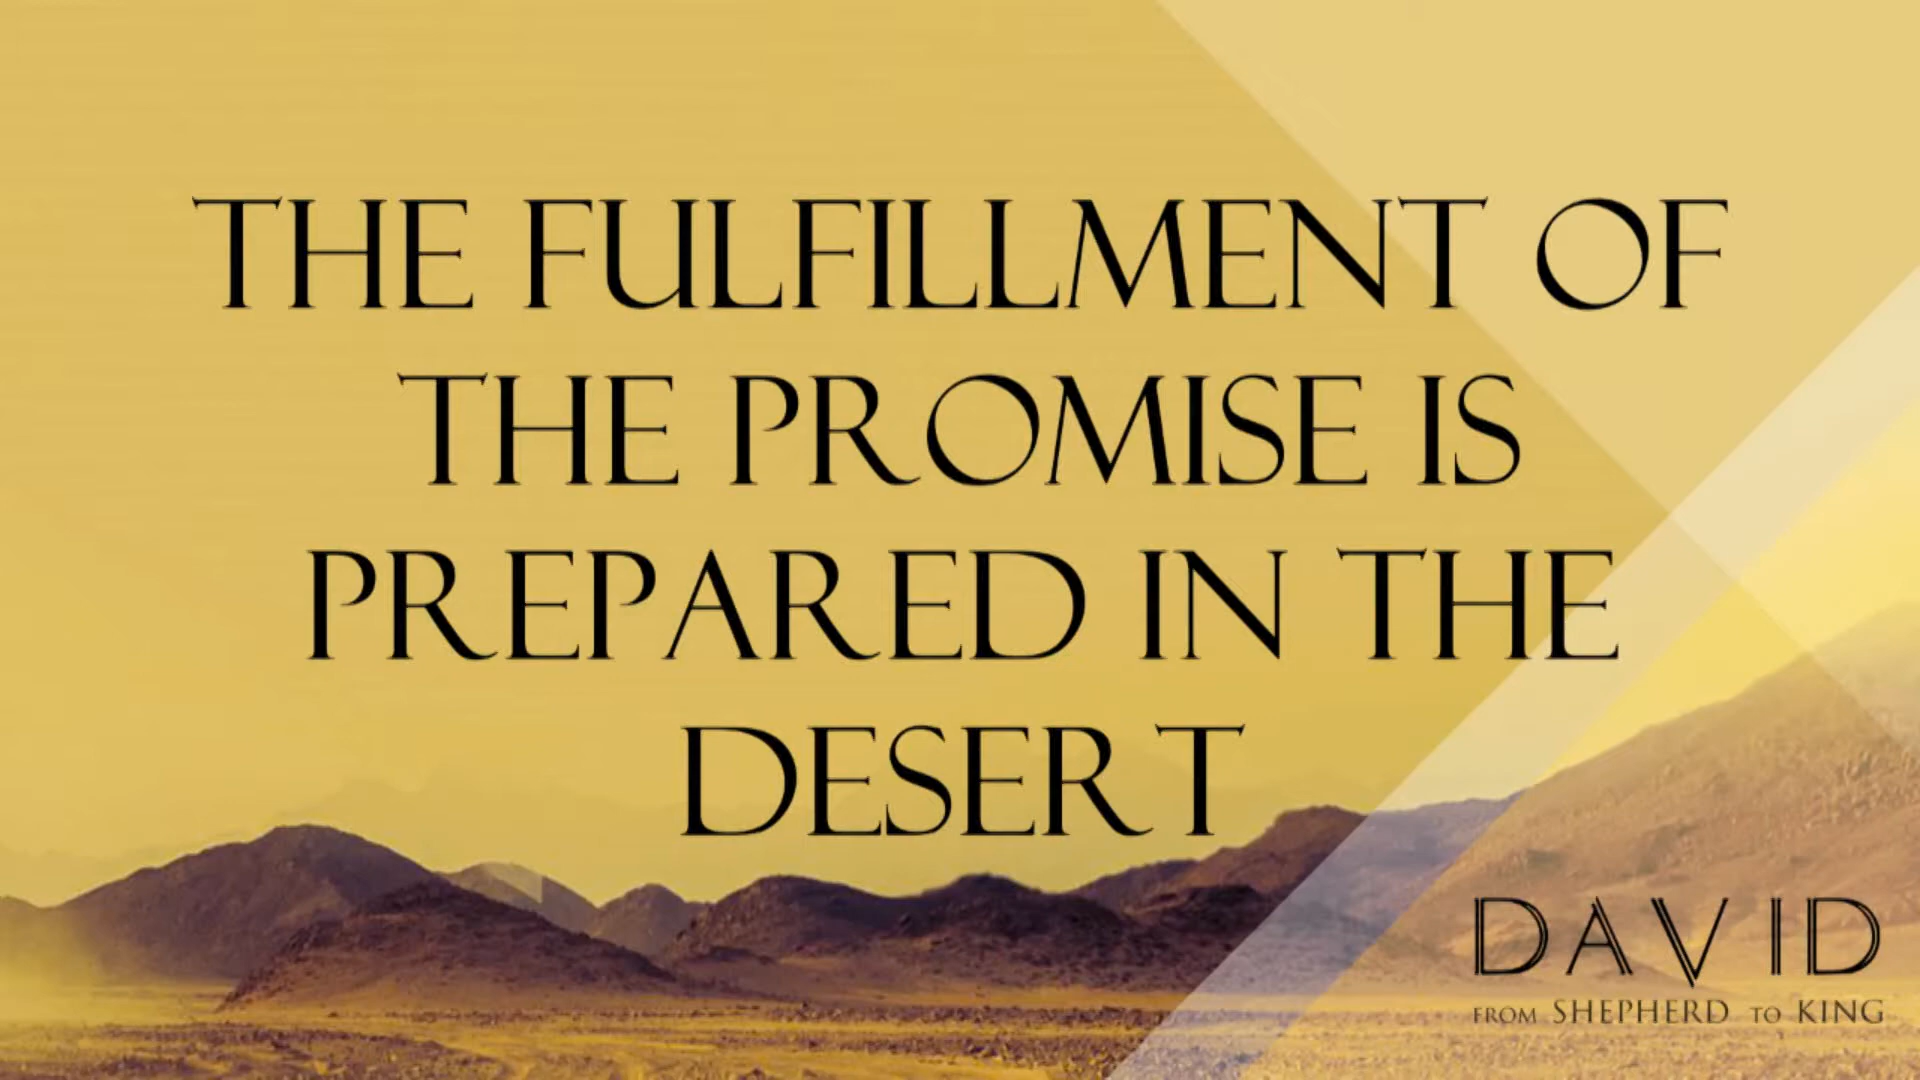 THE FULFILLMENT OF
THE PROMISE IS
PREPARED IN THE
DESERT
DAVID
FROM SHEPHERD TO KING